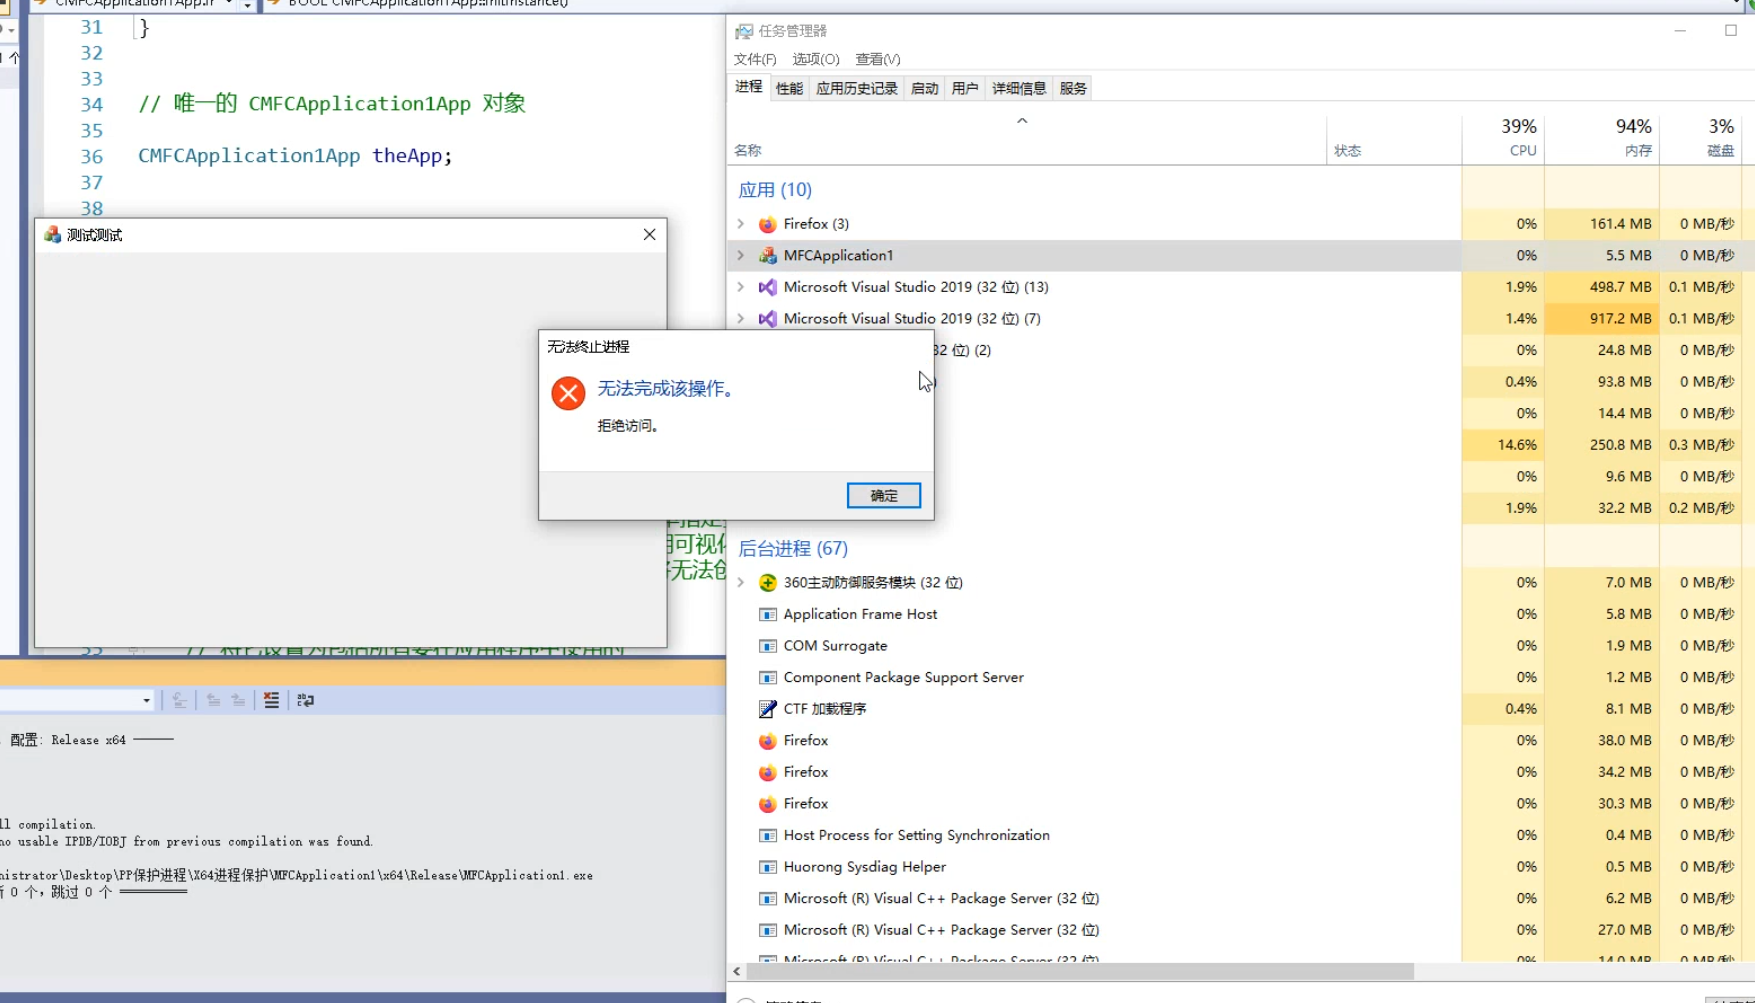 BOOL CMFCApplication1App::InitInstance()
31 }
32
33
34 // 唯一的 CMFCApplication1App 对象
35
36 CMFCApplication1App theApp;
37
38
测试测试
配置: Release x64
ll compilation.
no usable IPDB/IOBJ from previous compilation was found.
nistrator\Desktop\PP保护进程\X64进程保护\MFCApplication1\x64\Release\MFCApplication1.exe
0 个，跳过 0 个
无法终止进程
无法完成该操作。
拒绝访问。
确定
任务管理器
文件(F) 选项(O) 查看(V)
进程 性能 应用历史记录 启动 用户 详细信息 服务
39% 94% 3%
名称 状态 CPU 内存 磁盘
应用 (10)
Firefox (3) 0% 161.4 MB 0 MB/秒
MFCApplication1 0% 5.5 MB 0 MB/秒
Microsoft Visual Studio 2019 (32 位) (13) 1.9% 498.7 MB 0.1 MB/秒
Microsoft Visual Studio 2019 (32 位) (7) 1.4% 917.2 MB 0.1 MB/秒
32 位) (2) 0% 24.8 MB 0 MB/秒
0.4% 93.8 MB 0 MB/秒
0% 14.4 MB 0 MB/秒
14.6% 250.8 MB 0.3 MB/秒
0% 9.6 MB 0 MB/秒
1.9% 32.2 MB 0.2 MB/秒
后台进程 (67)
360主动防御服务模块 (32 位) 0% 7.0 MB 0 MB/秒
Application Frame Host 0% 5.8 MB 0 MB/秒
COM Surrogate 0% 1.9 MB 0 MB/秒
Component Package Support Server 0% 1.2 MB 0 MB/秒
CTF 加载程序 0.4% 8.1 MB 0 MB/秒
Firefox 0% 38.0 MB 0 MB/秒
Firefox 0% 34.2 MB 0 MB/秒
Firefox 0% 30.3 MB 0 MB/秒
Host Process for Setting Synchronization 0% 0.4 MB 0 MB/秒
Huorong Sysdiag Helper 0% 0.5 MB 0 MB/秒
Microsoft (R) Visual C++ Package Server (32 位) 0% 6.2 MB 0 MB/秒
Microsoft (R) Visual C++ Package Server (32 位) 0% 27.0 MB 0 MB/秒
Microsoft (R) Visual C++ Package Server (32 位) 0% 14.0 MB 0 MB/秒